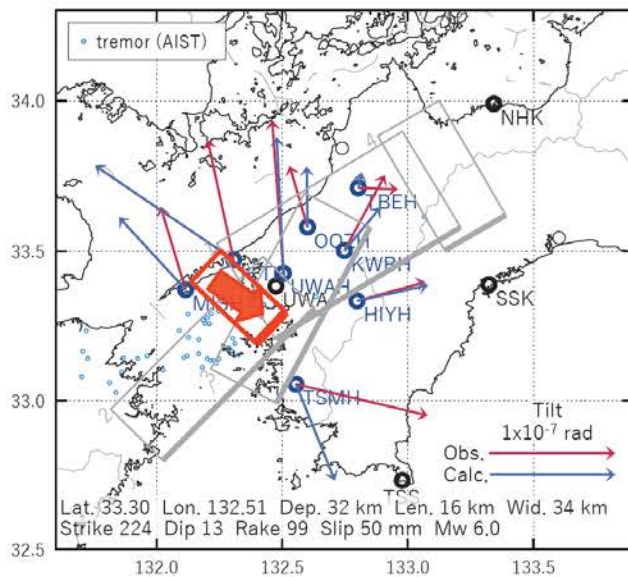 tremor (AIST)
34.0
NHK
TBEH
OOZH
33.5
KWBH
UWAH
UWA
SSK
HIYH
33.0
TSMH
Tilt
1x10-7 rad
Obs.
Calc.
TSS
Lat. 33.30 Lon. 132.51 Dep. 32 km Len. 16 km Wid. 34 km
Strike 224 Dip 13 Rake 99 Slip 50 mm Mw 6.0
32.5
132.0 132.5 133.0 133.5